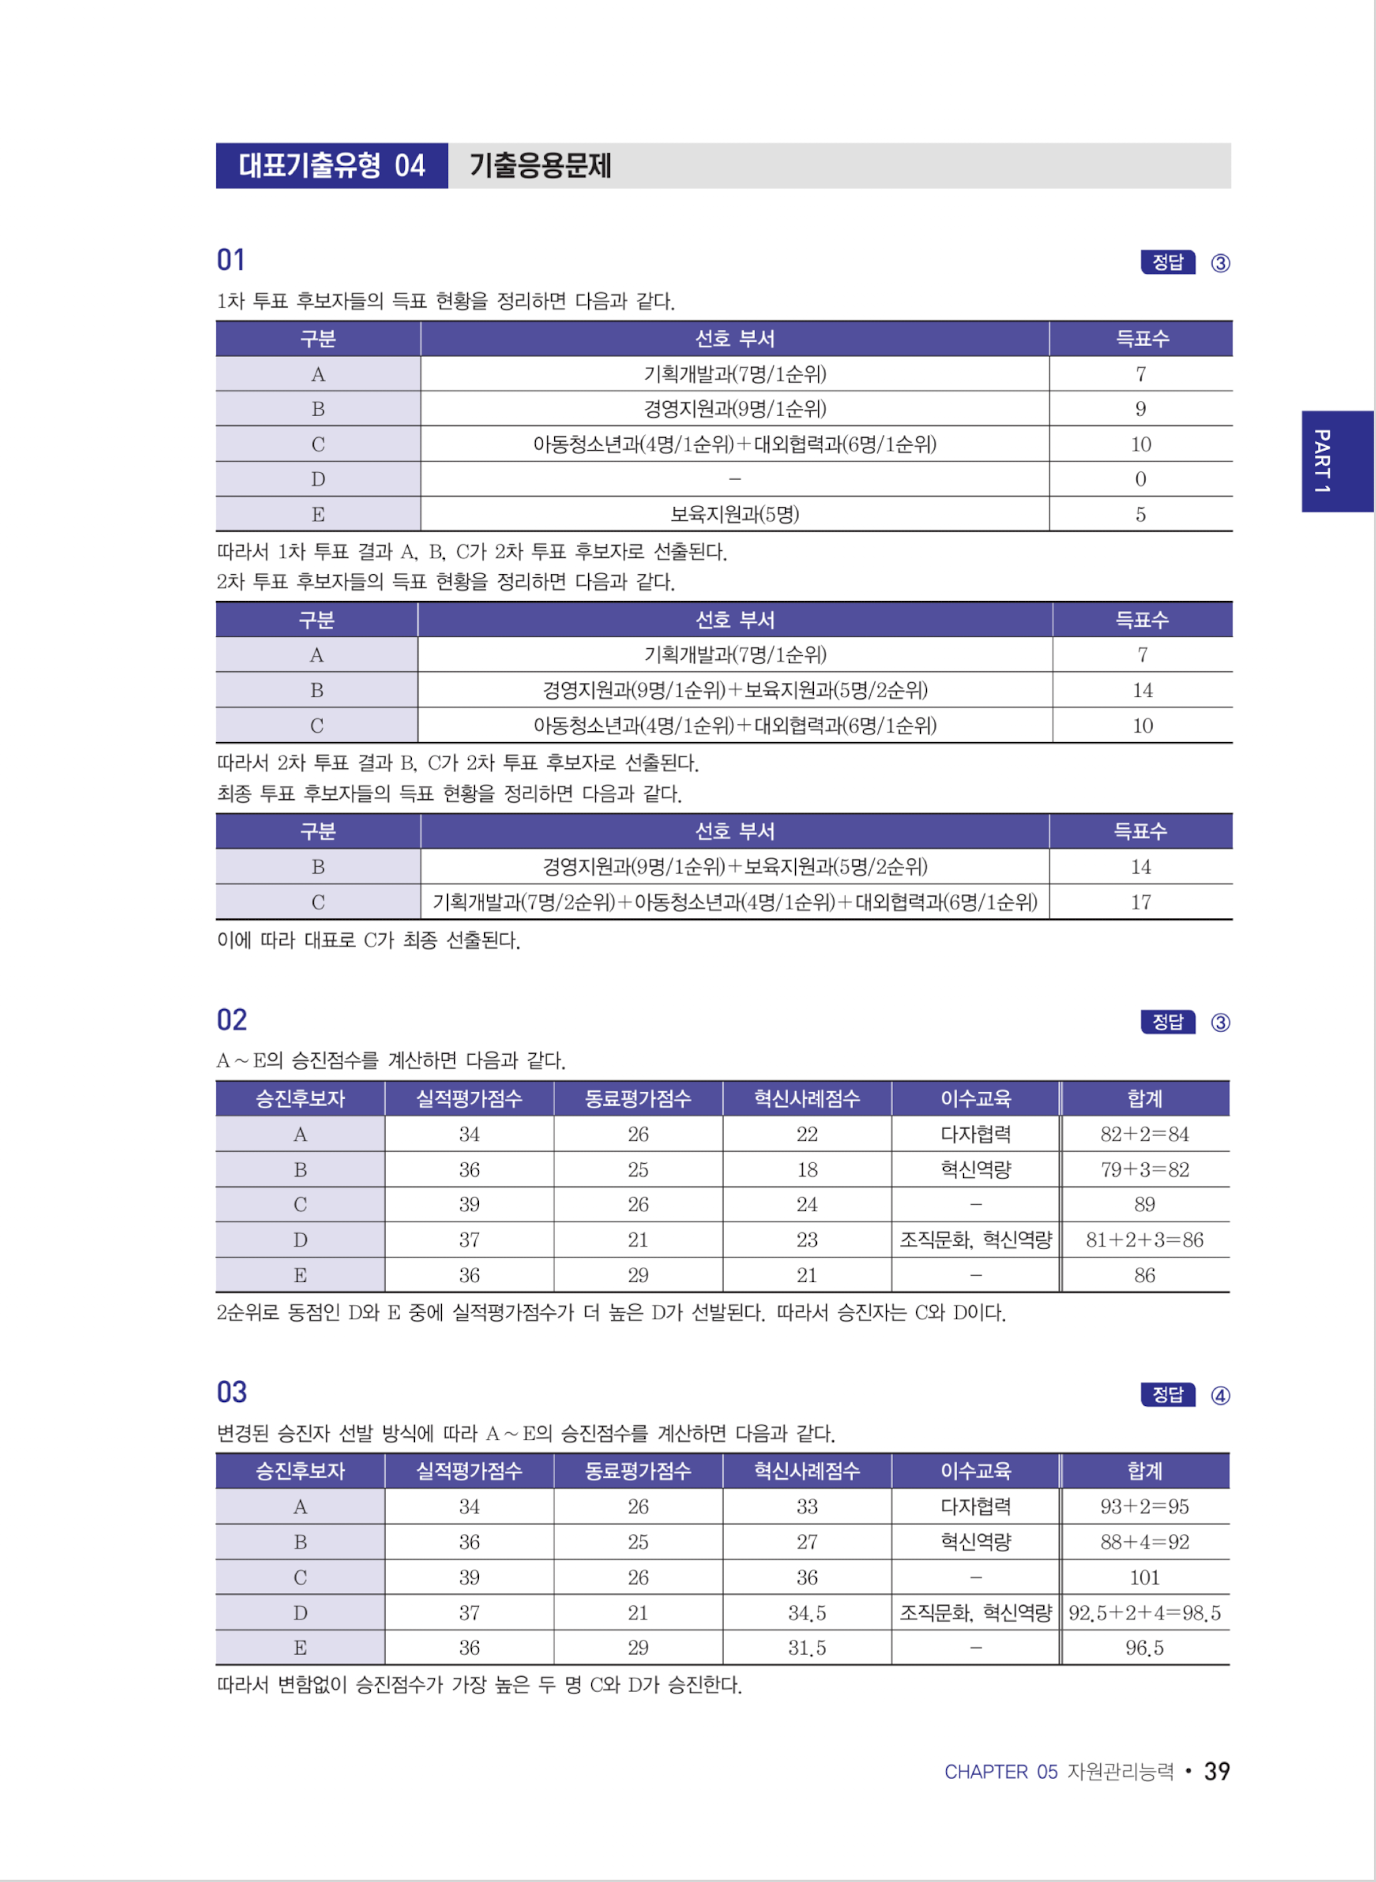 대표기출유형 04 기출응용문제
01 정답 ③
1차 투표 후보자들의 득표 현황을 정리하면 다음과 같다.
구분 선호 부서 득표수
A 기획개발과(7명/1순위) 7
B 경영지원과(9명/1순위) 9
C 아동청소년과(4명/1순위)+대외협력과(6명/1순위) 10
D − 0
E 보육지원과(5명) 5
따라서 1차 투표 결과 A, B, C가 2차 투표 후보자로 선출된다.
2차 투표 후보자들의 득표 현황을 정리하면 다음과 같다.
구분 선호 부서 득표수
A 기획개발과(7명/1순위) 7
B 경영지원과(9명/1순위)+보육지원과(5명/2순위) 14
C 아동청소년과(4명/1순위)+대외협력과(6명/1순위) 10
따라서 2차 투표 결과 B, C가 2차 투표 후보자로 선출된다.
최종 투표 후보자들의 득표 현황을 정리하면 다음과 같다.
구분 선호 부서 득표수
B 경영지원과(9명/1순위)+보육지원과(5명/2순위) 14
C 기획개발과(7명/2순위)+아동청소년과(4명/1순위)+대외협력과(6명/1순위) 17
이에 따라 대표로 C가 최종 선출된다.
PART 1
02 정답 ③
A~E의 승진점수를 계산하면 다음과 같다.
승진후보자 실적평가점수 동료평가점수 혁신사례점수 이수교육 합계
A 34 26 22 다자협력 82+2=84
B 36 25 18 혁신역량 79+3=82
C 39 26 24 − 89
D 37 21 23 조직문화, 혁신역량 81+2+3=86
E 36 29 21 − 86
2순위로 동점인 D와 E 중에 실적평가점수가 더 높은 D가 선발된다. 따라서 승진자는 C와 D이다.
03 정답 ④
변경된 승진자 선발 방식에 따라 A~E의 승진점수를 계산하면 다음과 같다.
승진후보자 실적평가점수 동료평가점수 혁신사례점수 이수교육 합계
A 34 26 33 다자협력 93+2=95
B 36 25 27 혁신역량 88+4=92
C 39 26 36 − 101
D 37 21 34.5 조직문화, 혁신역량 92.5+2+4=98.5
E 36 29 31.5 − 96.5
따라서 변함없이 승진점수가 가장 높은 두 명 C와 D가 승진한다.
CHAPTER 05 자원관리능력 • 39